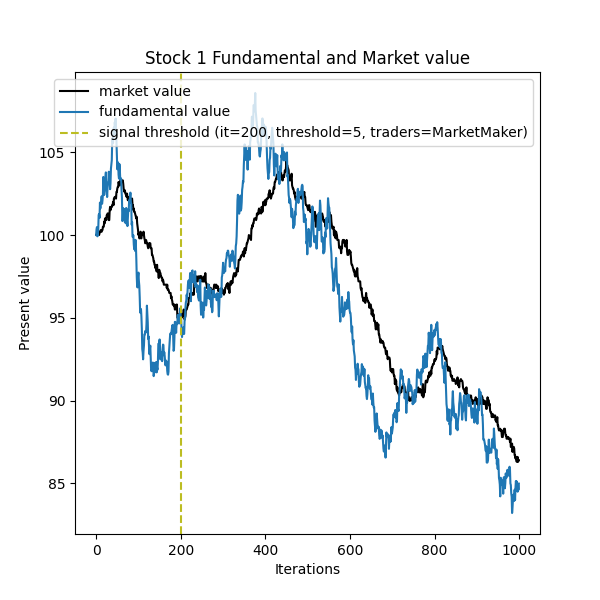 Stock 1 Fundamental and Market value
market value
fundamental value
signal threshold (it=200, threshold=5, traders=MarketMaker)
105
100
95
90
85
Present value
0 200 400 600 800 1000
Iterations